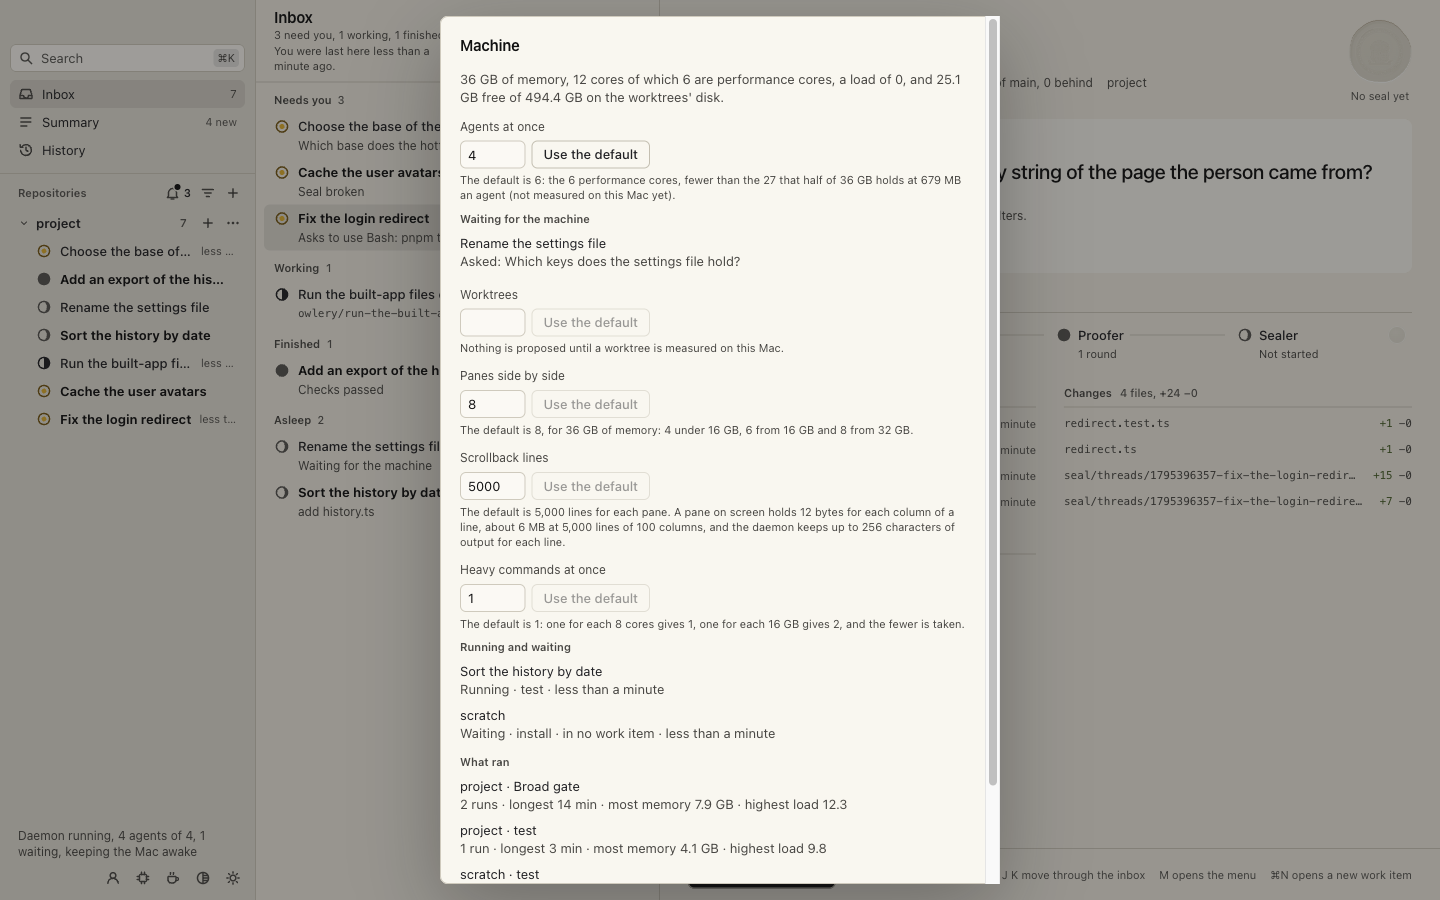 Search ⌘K
Inbox 7
Summary 4 new
History
Repositories 3
project 7
Choose the base of... less ...
Add an export of the his...
Rename the settings file
Sort the history by date
Run the built-app fi... less ...
Cache the user avatars
Fix the login redirect less t...
Daemon running, 4 agents of 4, 1
waiting, keeping the Mac awake
Inbox
3 need you, 1 working, 1 finished
You were last here less than a
minute ago.
Needs you 3
Choose the base of the
Which base does the hot
Cache the user avatars
Seal broken
Fix the login redirect
Asks to use Bash: pnpm t
Working 1
Run the built-app files
owlery/run-the-built-a
Finished 1
Add an export of the h
Checks passed
Asleep 2
Rename the settings fil
Waiting for the machine
Sort the history by dat
add history.ts
Machine
36 GB of memory, 12 cores of which 6 are performance cores, a load of 0, and 25.1
GB free of 494.4 GB on the worktrees' disk.
Agents at once
4 Use the default
The default is 6: the 6 performance cores, fewer than the 27 that half of 36 GB holds at 679 MB
an agent (not measured on this Mac yet).
Waiting for the machine
Rename the settings file
Asked: Which keys does the settings file hold?
Worktrees
Use the default
Nothing is proposed until a worktree is measured on this Mac.
Panes side by side
8 Use the default
The default is 8, for 36 GB of memory: 4 under 16 GB, 6 from 16 GB and 8 from 32 GB.
Scrollback lines
5000 Use the default
The default is 5,000 lines for each pane. A pane on screen holds 12 bytes for each column of a
line, about 6 MB at 5,000 lines of 100 columns, and the daemon keeps up to 256 characters of
output for each line.
Heavy commands at once
1 Use the default
The default is 1: one for each 8 cores gives 1, one for each 16 GB gives 2, and the fewer is taken.
Running and waiting
Sort the history by date
Running · test · less than a minute
scratch
Waiting · install · in no work item · less than a minute
What ran
project · Broad gate
2 runs · longest 14 min · most memory 7.9 GB · highest load 12.3
project · test
1 run · longest 3 min · most memory 4.1 GB · highest load 9.8
scratch · test
of main, 0 behind project
No seal yet
y string of the page the person came from?
ters.
Proofer
1 round
Sealer
Not started
Changes 4 files, +24 −0
minute
redirect.test.ts +1 −0
minute
redirect.ts +1 −0
minute
seal/threads/1795396357-fix-the-login-redir… +15 −0
minute
seal/threads/1795396357-fix-the-login-redire… +7 −0
J K move through the inbox M opens the menu ⌘N opens a new work item